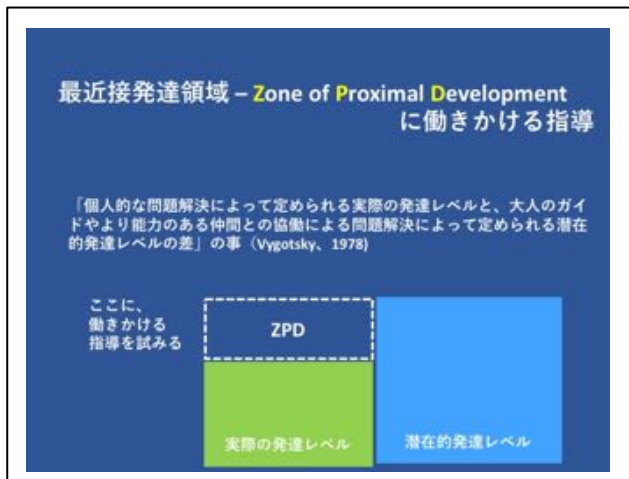 最近接発達領域 – Zone of Proximal Development
に働きかける指導
「個人的な問題解決によって定められる実際の発達レベルと、大人のガイ
ドやより能力のある仲間との協働による問題解決によって定められる潜在
的発達レベルの差」の事（Vygotsky、1978)
ここに、
働きかける
指導を試みる
ZPD
実際の発達レベル
潜在的発達レベル